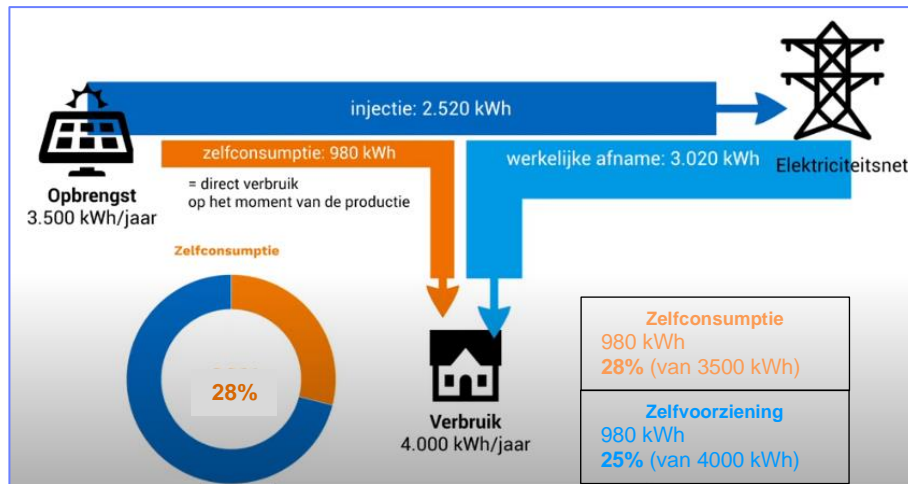 injectie: 2.520 kWh
zelfconsumptie: 980 kWh
werkelijke afname: 3.020 kWh
Elektriciteitsnet
Opbrengst
3.500 kWh/jaar
= direct verbruik
op het moment van de productie
Zelfconsumptie
28%
Verbruik
4.000 kWh/jaar
Zelfconsumptie
980 kWh
28% (van 3500 kWh)
Zelfvoorziening
980 kWh
25% (van 4000 kWh)